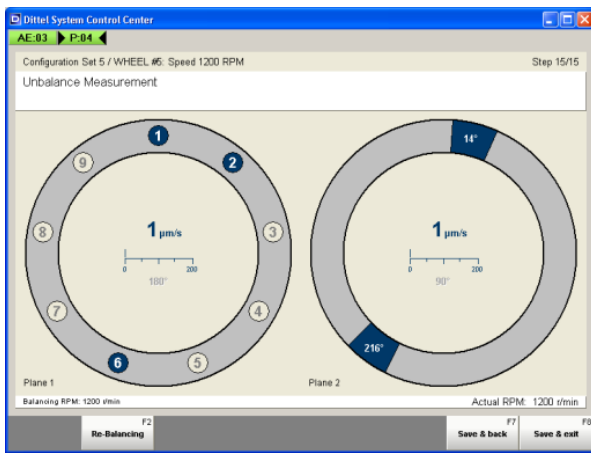 Dittel System Control Center
AE:03 P:04
Configuration Set 5 / WHEEL #5: Speed 1200 RPM Step 15/15
Unbalance Measurement
1 14°
9 2
8 1 µm/s 3 1 µm/s
0 200 0 200
180° 90°
7 4
6 5 216°
Plane 1 Plane 2
Balancing RPM: 1200 r/min Actual RPM: 1200 r/min
F2 F7 F8
Re-Balancing Save & back Save & exit